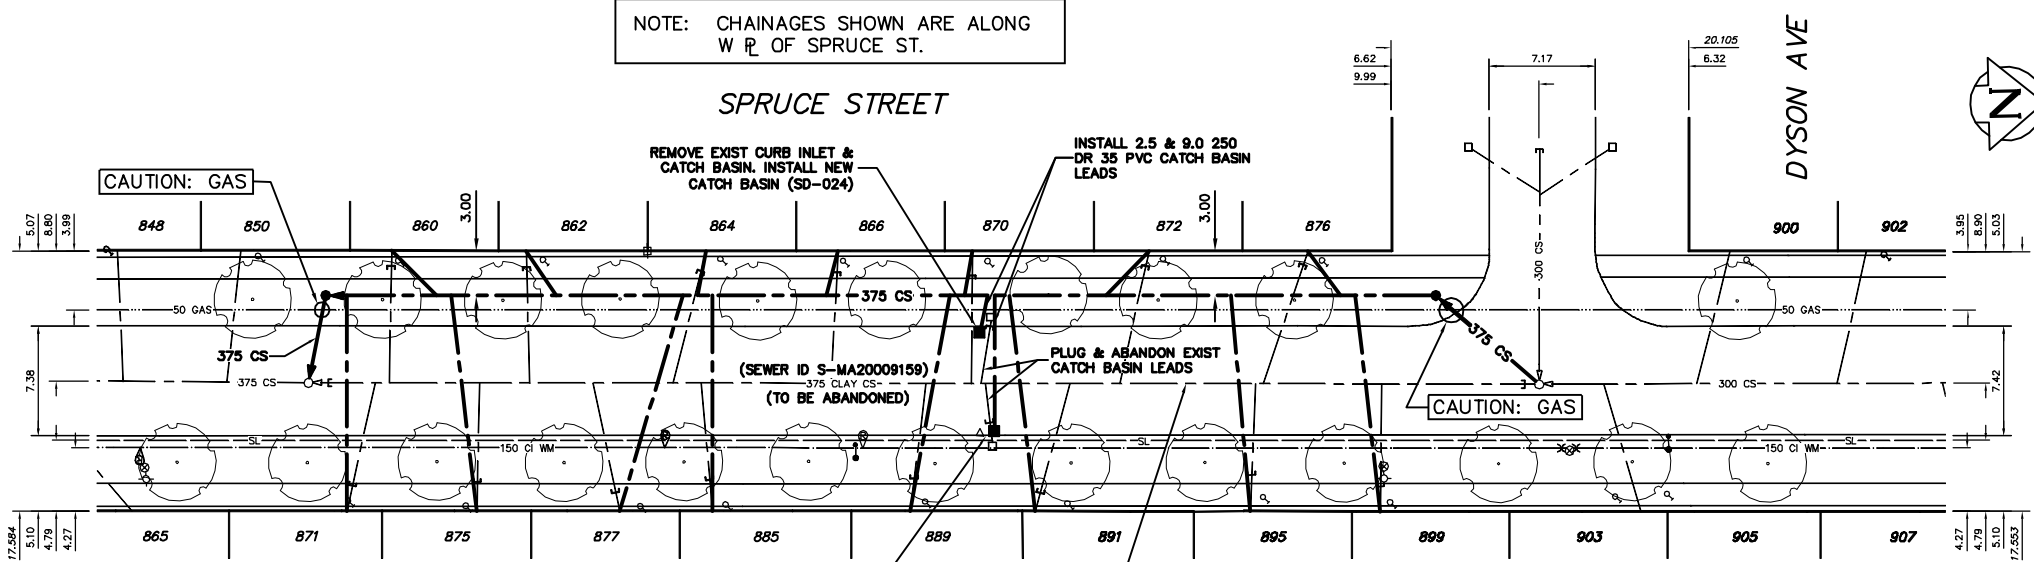 NOTE: CHAINAGES SHOWN ARE ALONG
W PL OF SPRUCE ST.
SPRUCE STREET
DYSON AVE
N
20.105
6.62
9.99
7.17
6.32
REMOVE EXIST CURB INLET &
CATCH BASIN. INSTALL NEW
CATCH BASIN (SD-024)
INSTALL 2.5 & 9.0 250
DR 35 PVC CATCH BASIN
LEADS
CAUTION: GAS
5.07
8.80
3.99
848
850
860
3.00
862
864
866
870
872
3.00
876
900
902
3.95
8.90
5.03
300 CS
50 GAS
375 CS
50 GAS
375 CS
375 CS
7.38
375 CS
(SEWER ID S-MA20009159)
375 CLAY CS
(TO BE ABANDONED)
PLUG & ABANDON EXIST
CATCH BASIN LEADS
300 CS
7.42
CAUTION: GAS
SL
150 CI WM
SL
SL
150 CI WM
17.584
5.10
4.79
4.27
865
871
875
877
885
889
891
895
899
903
905
907
4.27
4.79
5.10
17.553